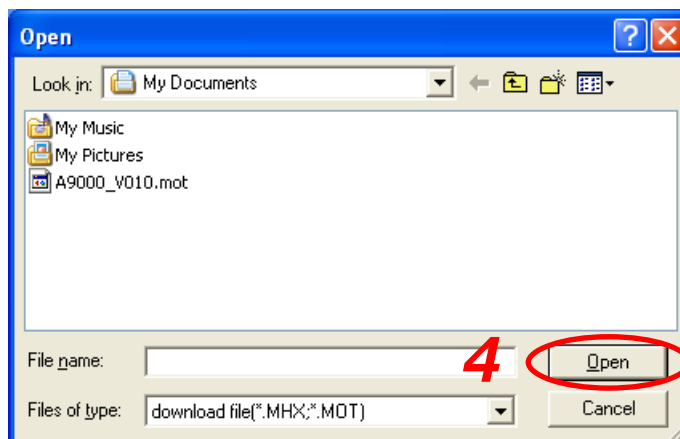 Open
Look in: My Documents
My Music
My Pictures
A9000_V010.mot
File name: 4 Open
Files of type: download file(*.MHX;*.MOT) Cancel